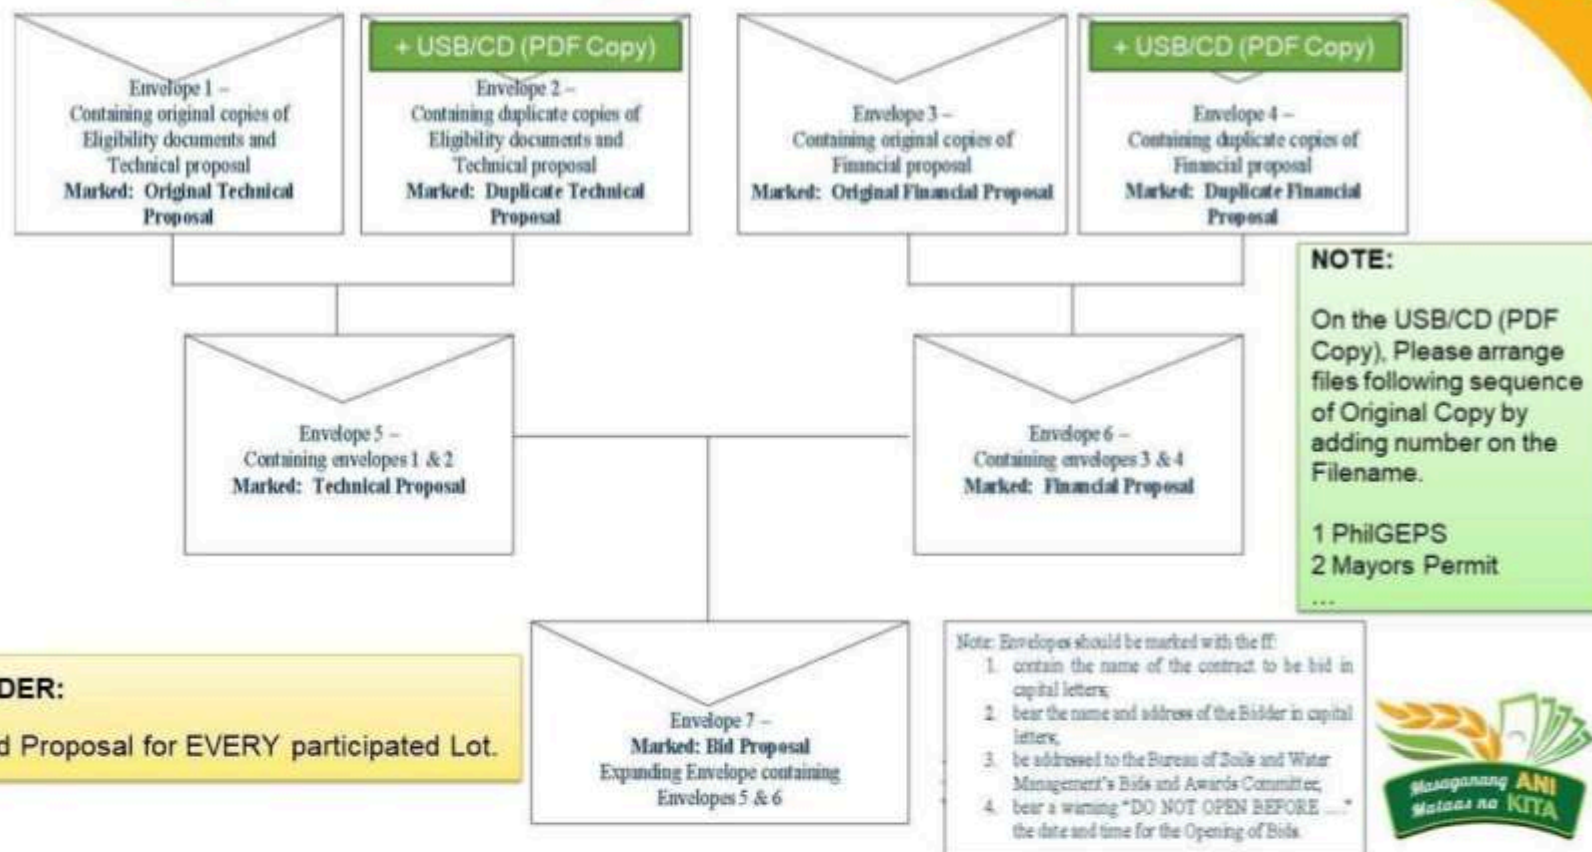 Envelope 1 –
Containing original copies of
Eligibility documents and
Technical proposal
Marked: Original Technical
Proposal
+ USB/CD (PDF Copy)
Envelope 2 –
Containing duplicate copies of
Eligibility documents and
Technical proposal
Marked: Duplicate Technical
Proposal
Envelope 3 –
Containing original copies of
Financial proposal
Marked: Original Financial Proposal
+ USB/CD (PDF Copy)
Envelope 4 –
Containing duplicate copies of
Financial proposal
Marked: Duplicate Financial
Proposal
Envelope 5 –
Containing envelopes 1 & 2
Marked: Technical Proposal
Envelope 6 –
Containing envelopes 3 & 4
Marked: Financial Proposal
NOTE:
On the USB/CD (PDF
Copy), Please arrange
files following sequence
of Original Copy by
adding number on the
Filename.
1 PhilGEPS
2 Mayors Permit
...
DER:
d Proposal for EVERY participated Lot.
Envelope 7 –
Marked: Bid Proposal
Expanding Envelope containing
Envelopes 5 & 6
Note: Envelopes should be marked with the ff:
1. contain the name of the contract to be bid in
capital letters;
2. bear the name and address of the Bidder in capital
letters;
3. be addressed to the Bureau of Soils and Water
Management's Bids and Awards Committee;
4. bear a warning "DO NOT OPEN BEFORE ...."
the date and time for the Opening of Bids.
Masaganang ANI
Mataas na KITA